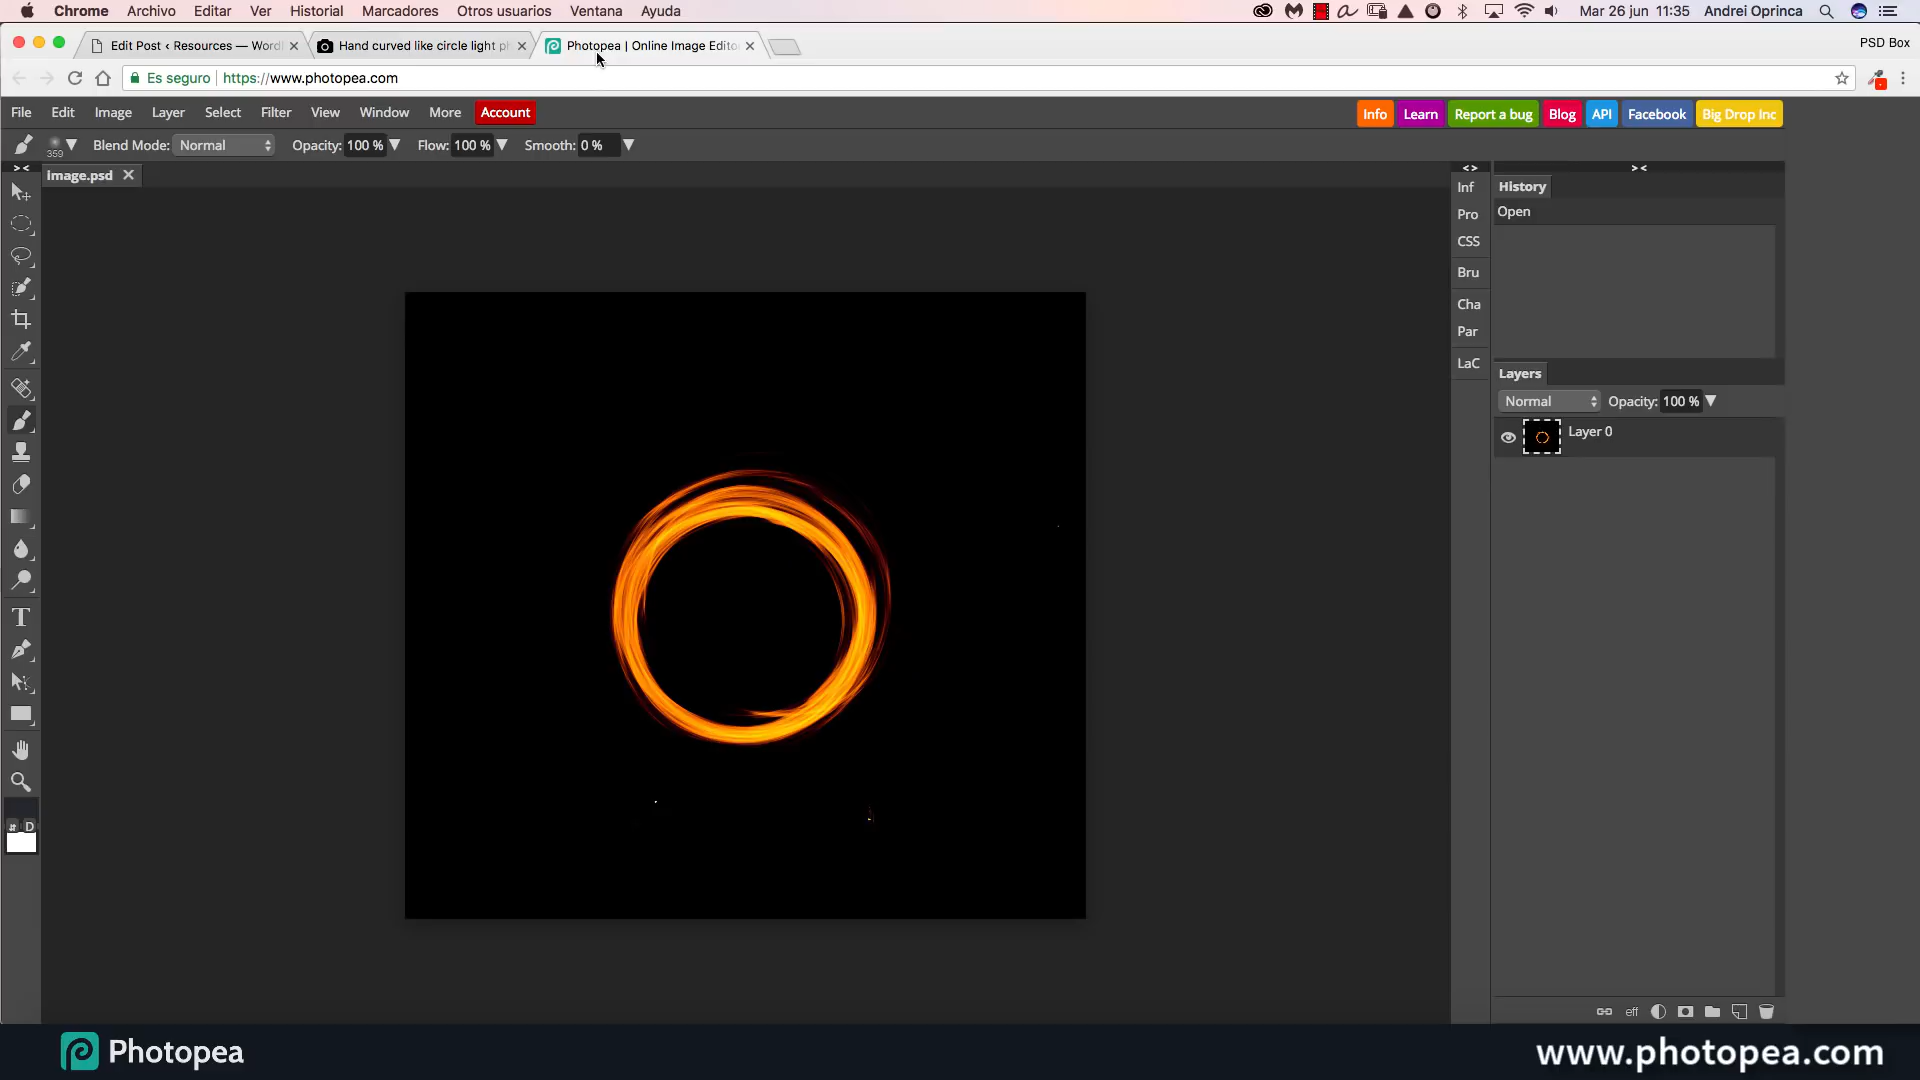 Chrome Archivo Editar Ver Historial Marcadores Otros usuarios Ventana Ayuda Mar 26 jun 11:35 Andrei Oprinca
Edit Post ‹ Resources — Word Hand curved like circle light ph Photopea | Online Image Edito PSD Box
Es seguro https://www.photopea.com
File Edit Image Layer Select Filter View Window More Account Info Learn Report a bug Blog API Facebook Big Drop Inc
359 Blend Mode: Normal Opacity: 100 % Flow: 100 % Smooth: 0 %
> < < > > <
Image.psd
Inf
Pro
CSS
Bru
Cha
Par
LaC
History
Open
Layers
Normal Opacity: 100 %
Layer 0
T
D
eff
Photopea www.photopea.com